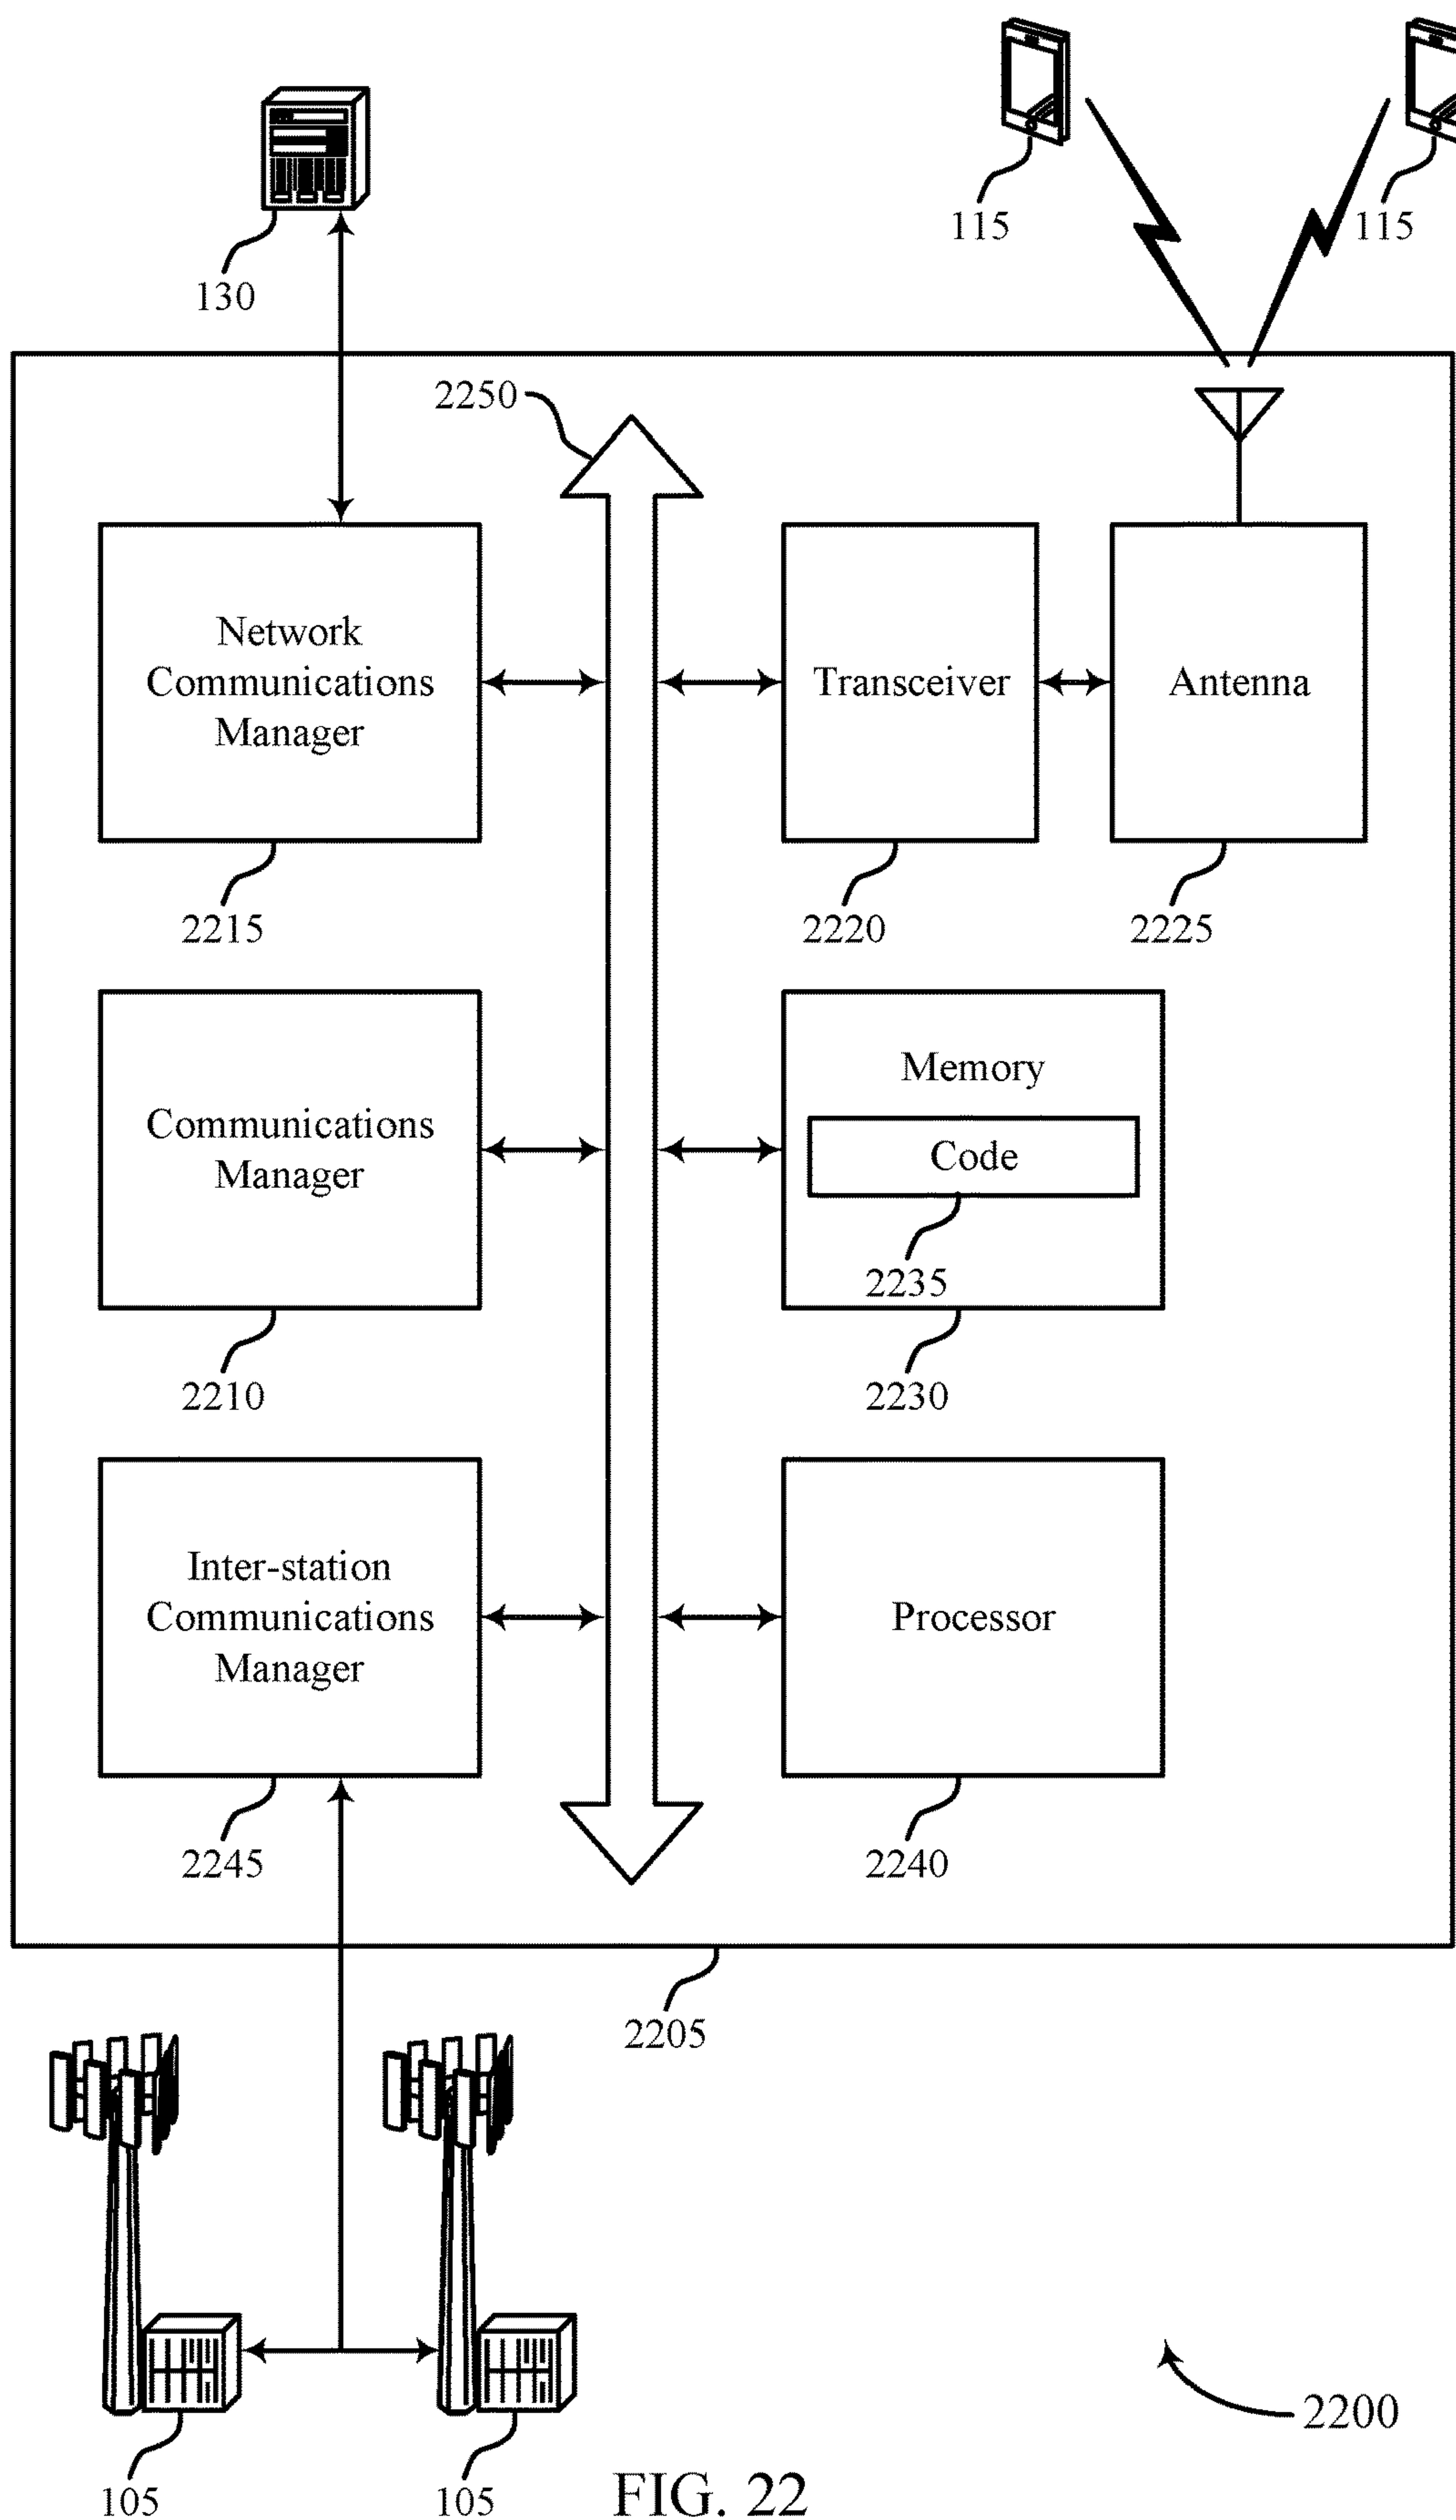 115
115
130
2250
Network
Communications
Manager
Transceiver
Antenna
2215
2220
2225
Communications
Manager
Memory
Code
2235
2210
2230
Inter-station
Communications
Manager
Processor
2245
2240
2205
2200
105
105
FIG. 22